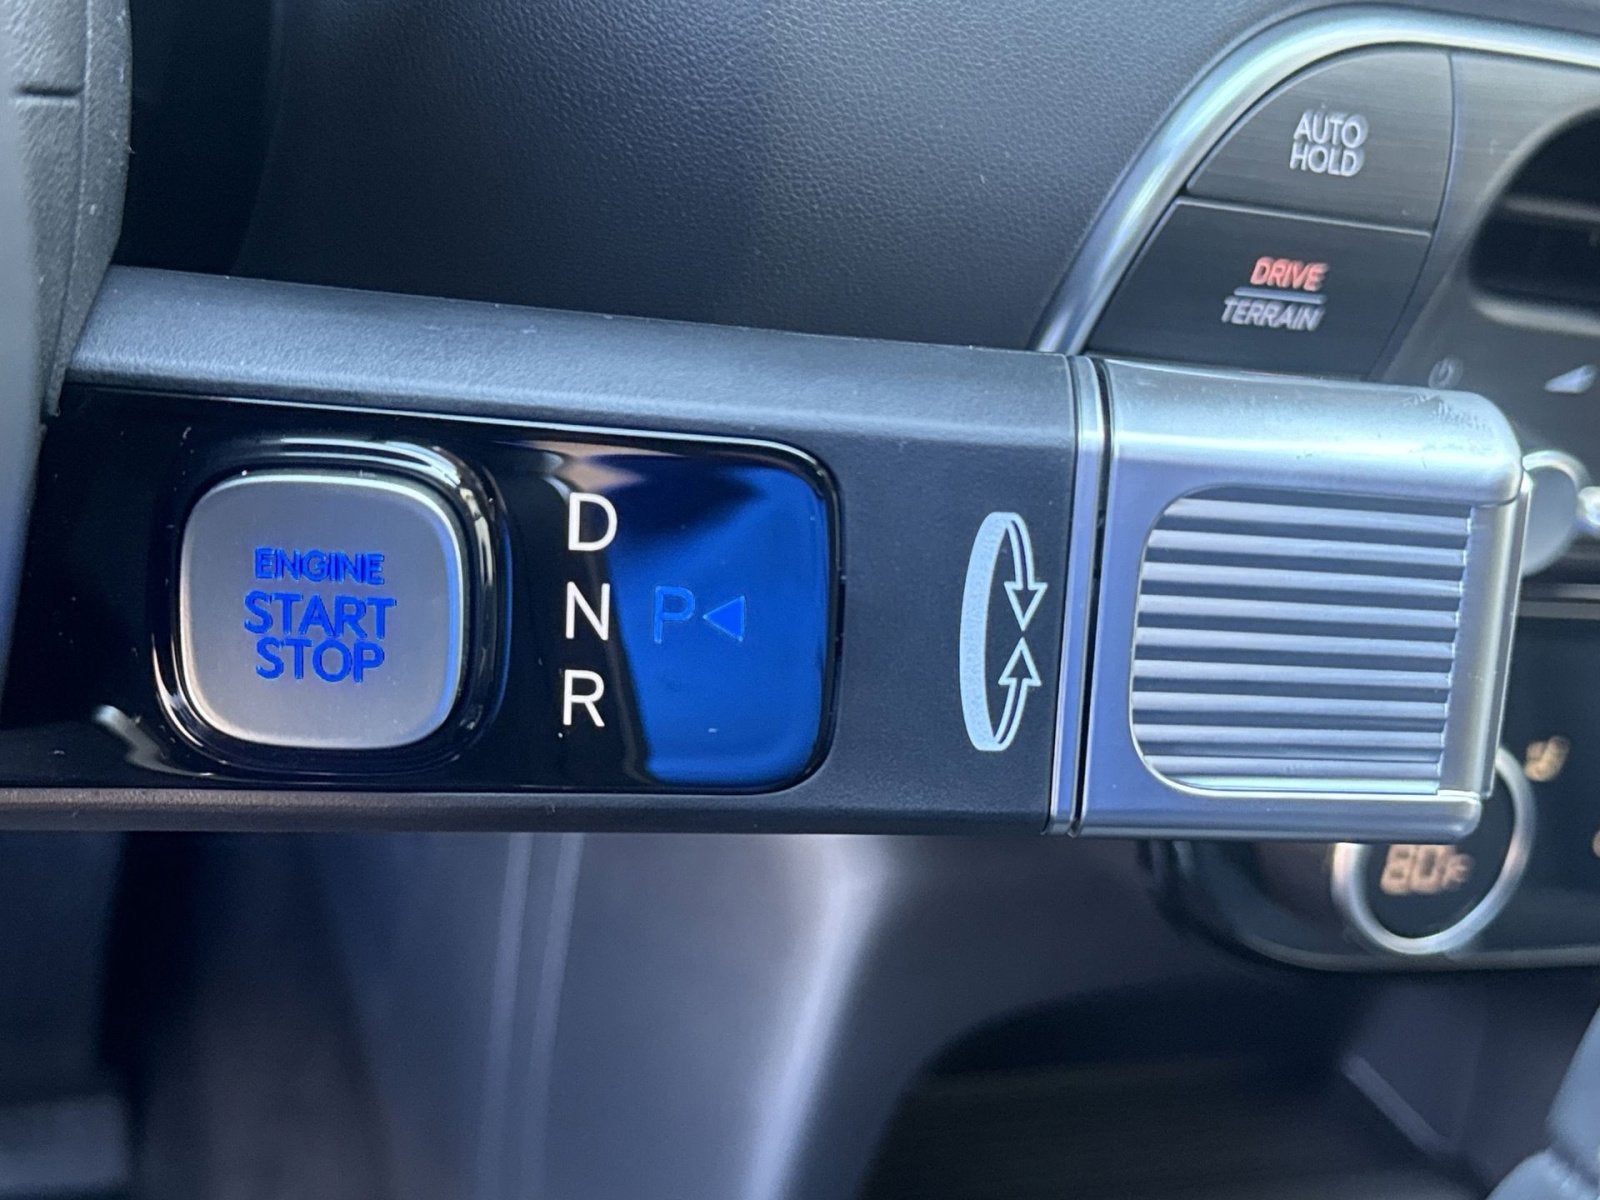 AUTO
HOLD
DRIVE
TERRAIN
ENGINE
START
STOP
D
N
R
P
80°F